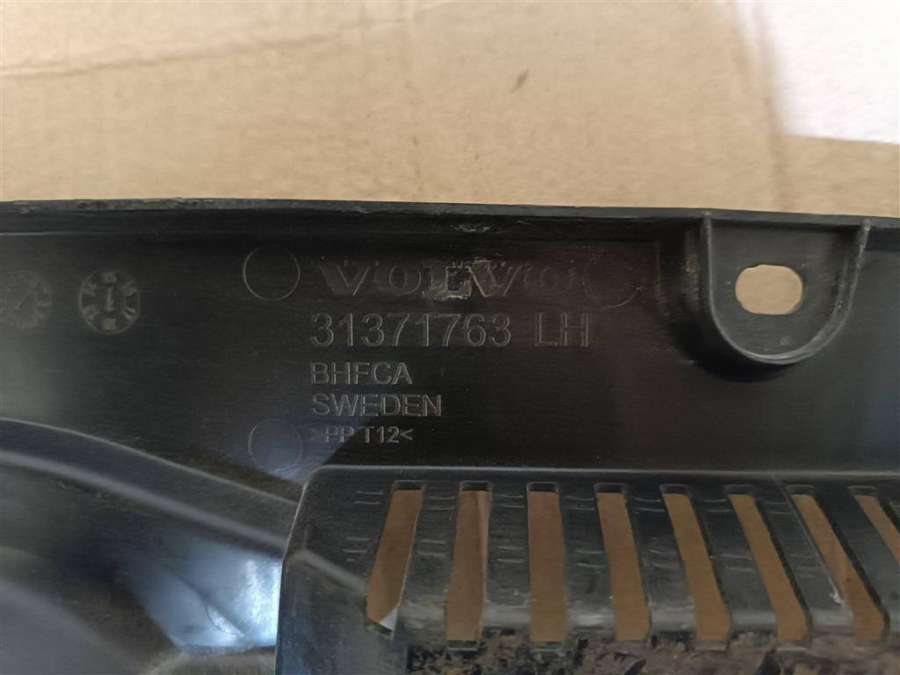 VOLVO
31371763 LH
BHFCA
SWEDEN
>PP T12<